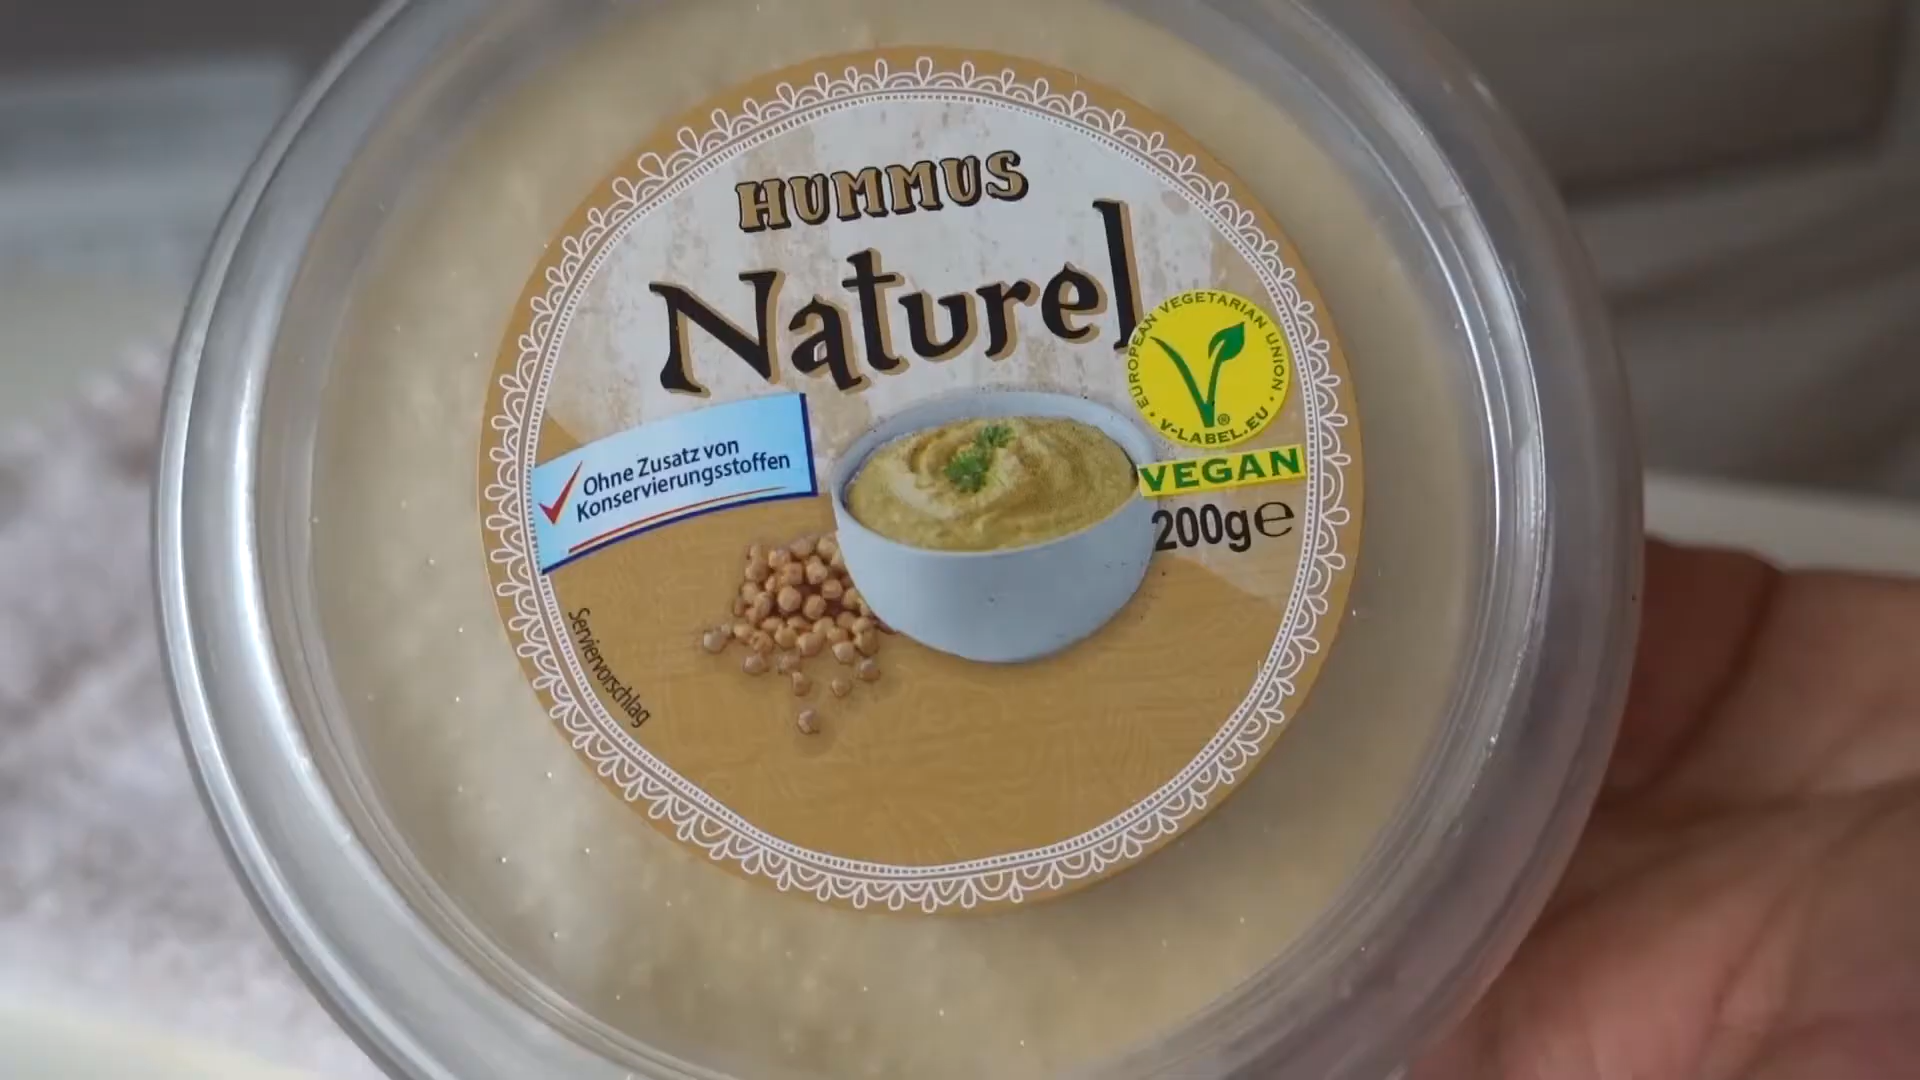 HUMMUS
Naturel
EUROPEAN VEGETARIAN UNION
V-LABEL.EU
®
VEGAN
200g℮
Ohne Zusatz von
Konservierungsstoffen
Serviervorschlag